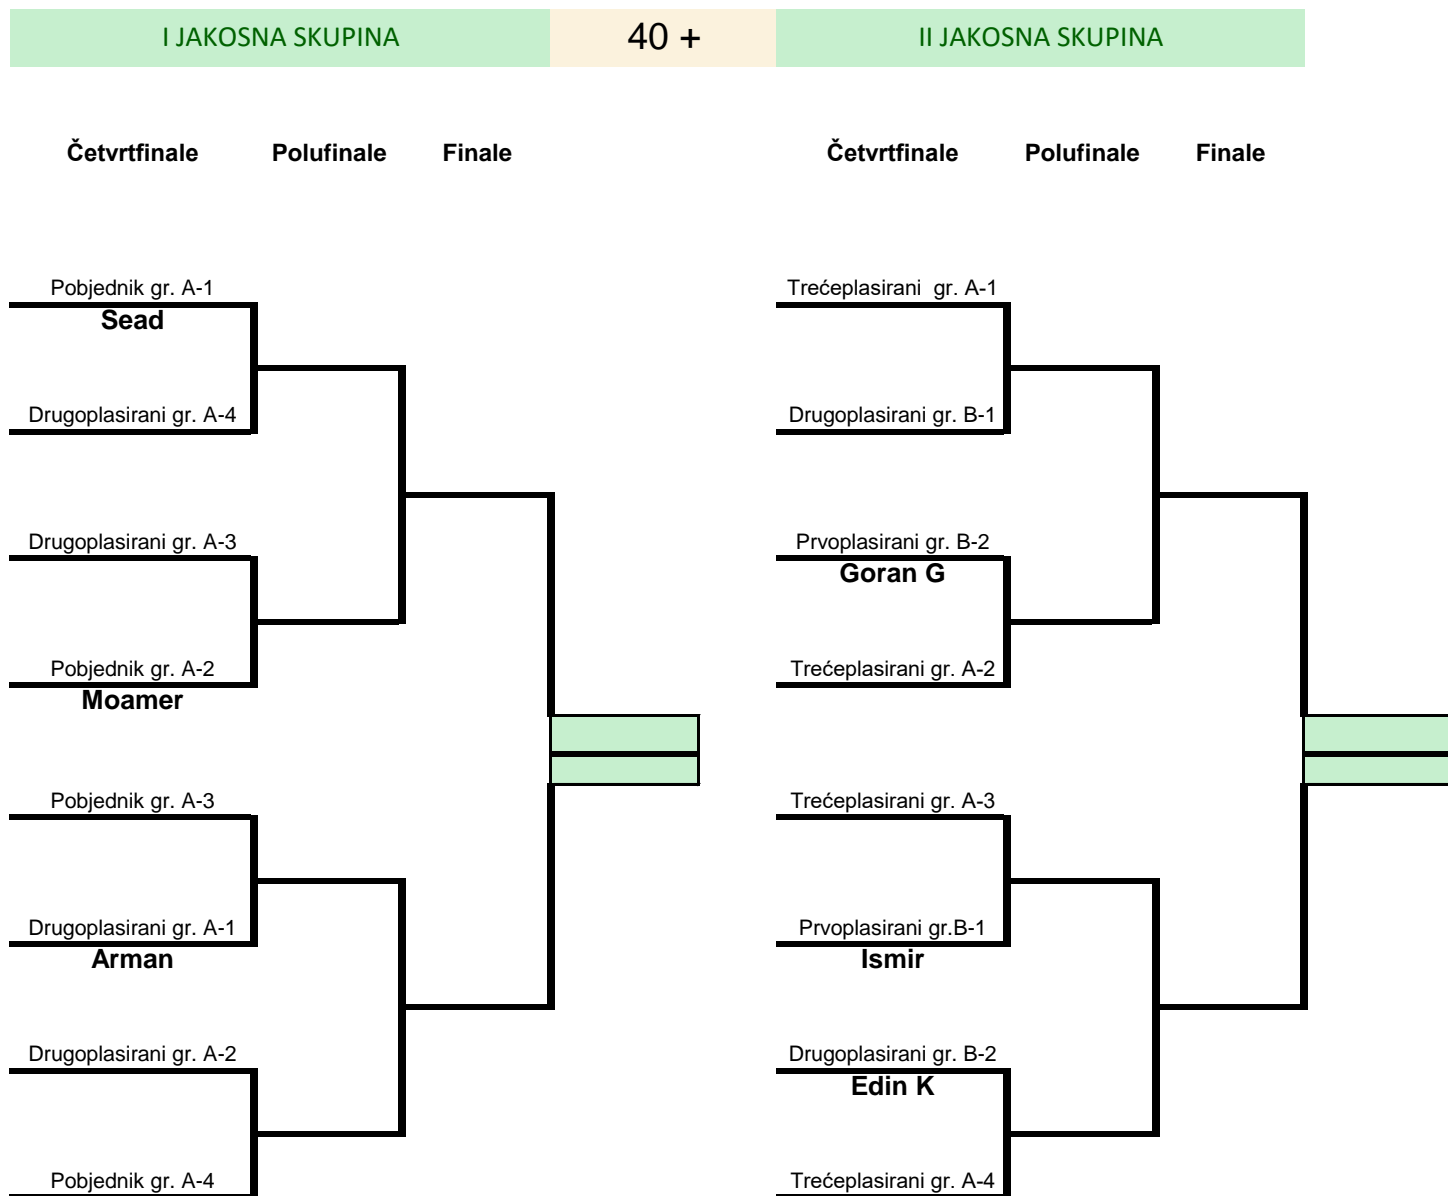 I JAKOSNA SKUPINA
40 +
II JAKOSNA SKUPINA
Četvrtfinale Polufinale Finale
Četvrtfinale Polufinale Finale
Pobjednik gr. A-1
Sead
Drugoplasirani gr. A-4
Drugoplasirani gr. A-3
Pobjednik gr. A-2
Moamer
Pobjednik gr. A-3
Drugoplasirani gr. A-1
Arman
Drugoplasirani gr. A-2
Pobjednik gr. A-4
Trećeplasirani gr. A-1
Drugoplasirani gr. B-1
Prvoplasirani gr. B-2
Goran G
Trećeplasirani gr. A-2
Trećeplasirani gr. A-3
Prvoplasirani gr.B-1
Ismir
Drugoplasirani gr. B-2
Edin K
Trećeplasirani gr. A-4